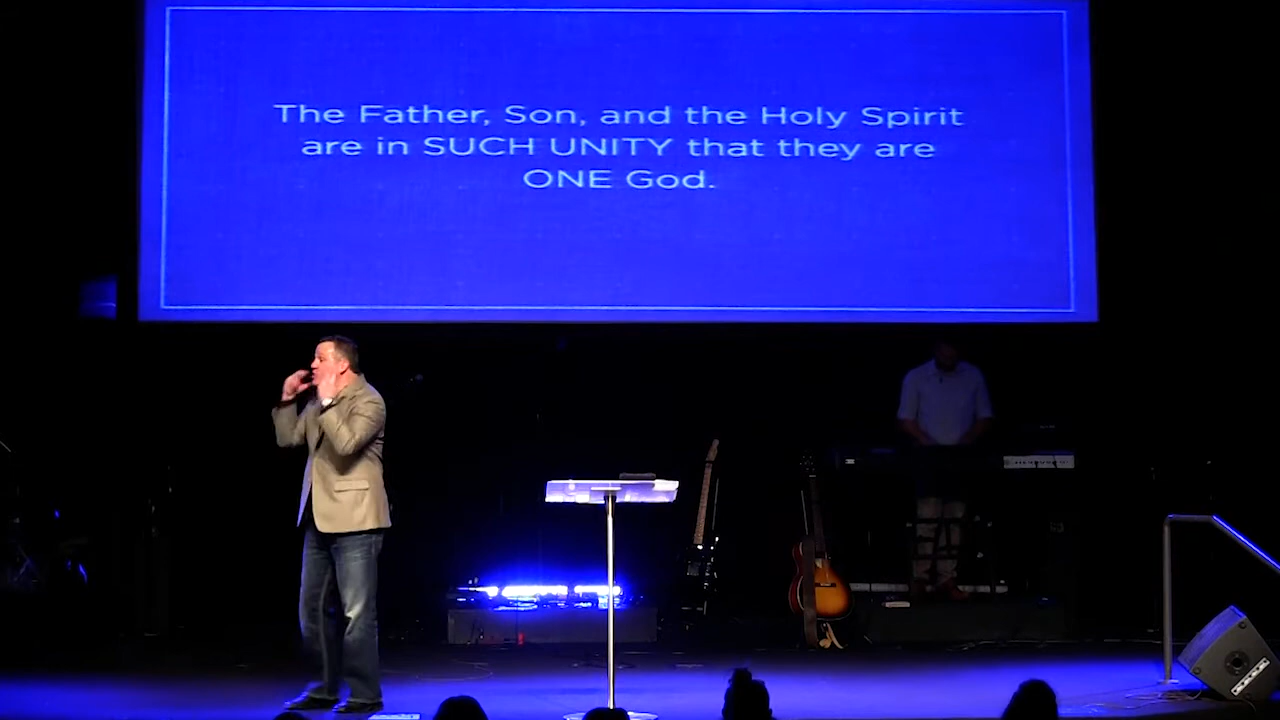 The Father, Son, and the Holy Spirit
are in SUCH UNITY that they are
ONE God.